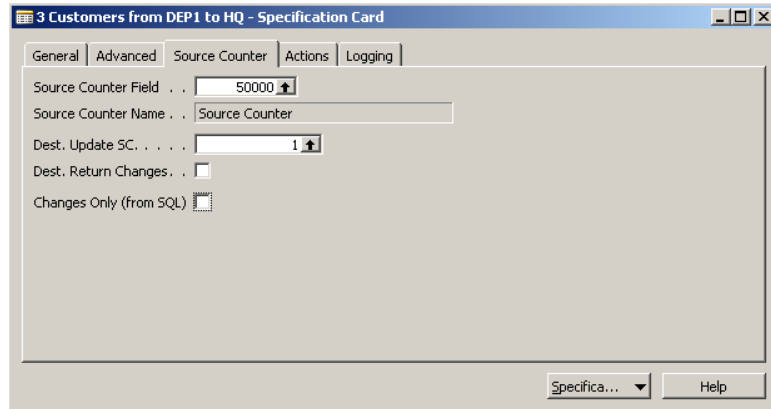 3 Customers from DEP1 to HQ - Specification Card
General Advanced Source Counter Actions Logging
Source Counter Field . . 50000
Source Counter Name . . Source Counter
Dest. Update SC. . . . . 1
Dest. Return Changes. .
Changes Only (from SQL)
Specifica... Help